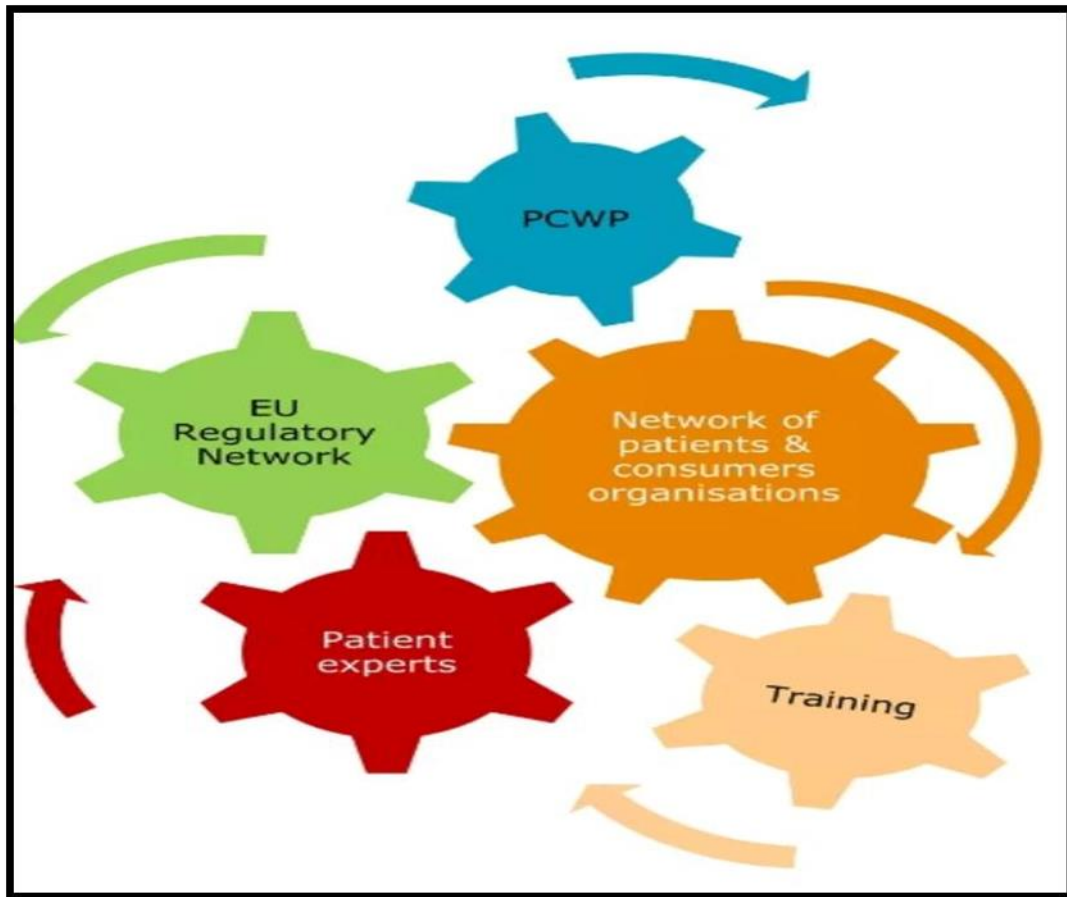 PCWP
EU
Regulatory
Network
Network of
patients &
consumers
organisations
Patient
experts
Training